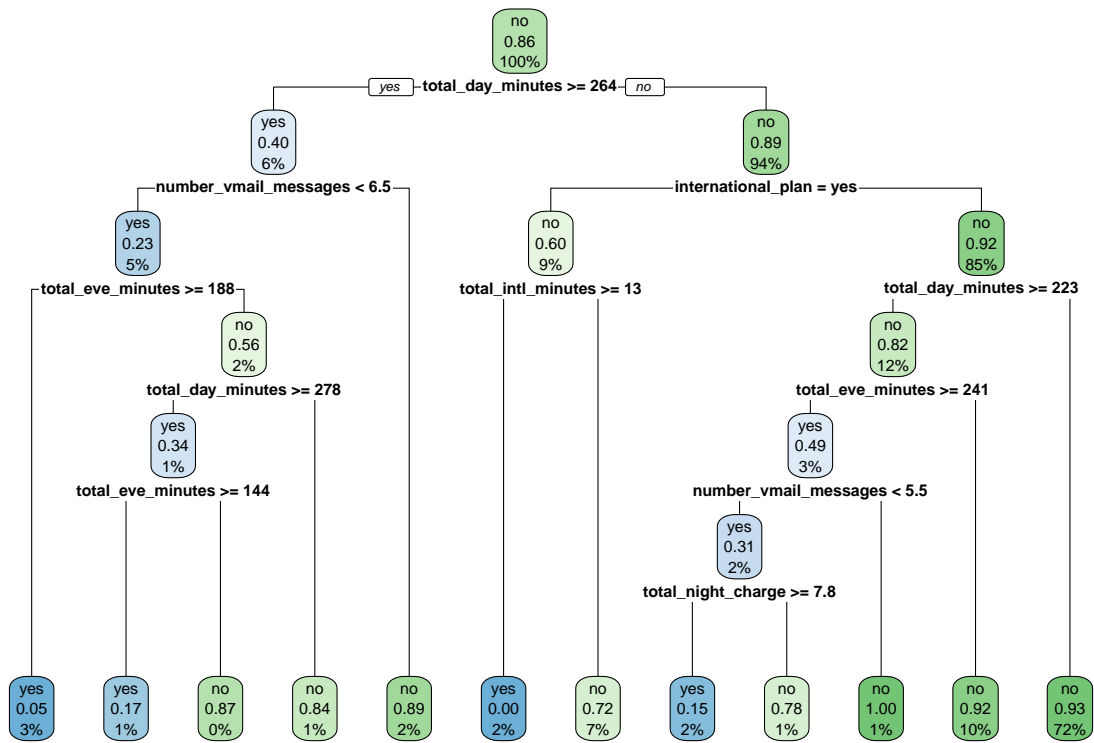 no
0.86
100%
yes total_day_minutes >= 264 no
yes
0.40
6%
no
0.89
94%
number_vmail_messages < 6.5
international_plan = yes
yes
0.23
5%
no
0.60
9%
no
0.92
85%
total_eve_minutes >= 188
total_intl_minutes >= 13
total_day_minutes >= 223
no
0.56
2%
no
0.82
12%
total_day_minutes >= 278
total_eve_minutes >= 241
yes
0.34
1%
yes
0.49
3%
total_eve_minutes >= 144
number_vmail_messages < 5.5
yes
0.31
2%
total_night_charge >= 7.8
yes
0.05
3%
yes
0.17
1%
no
0.87
0%
no
0.84
1%
no
0.89
2%
yes
0.00
2%
no
0.72
7%
yes
0.15
2%
no
0.78
1%
no
1.00
1%
no
0.92
10%
no
0.93
72%